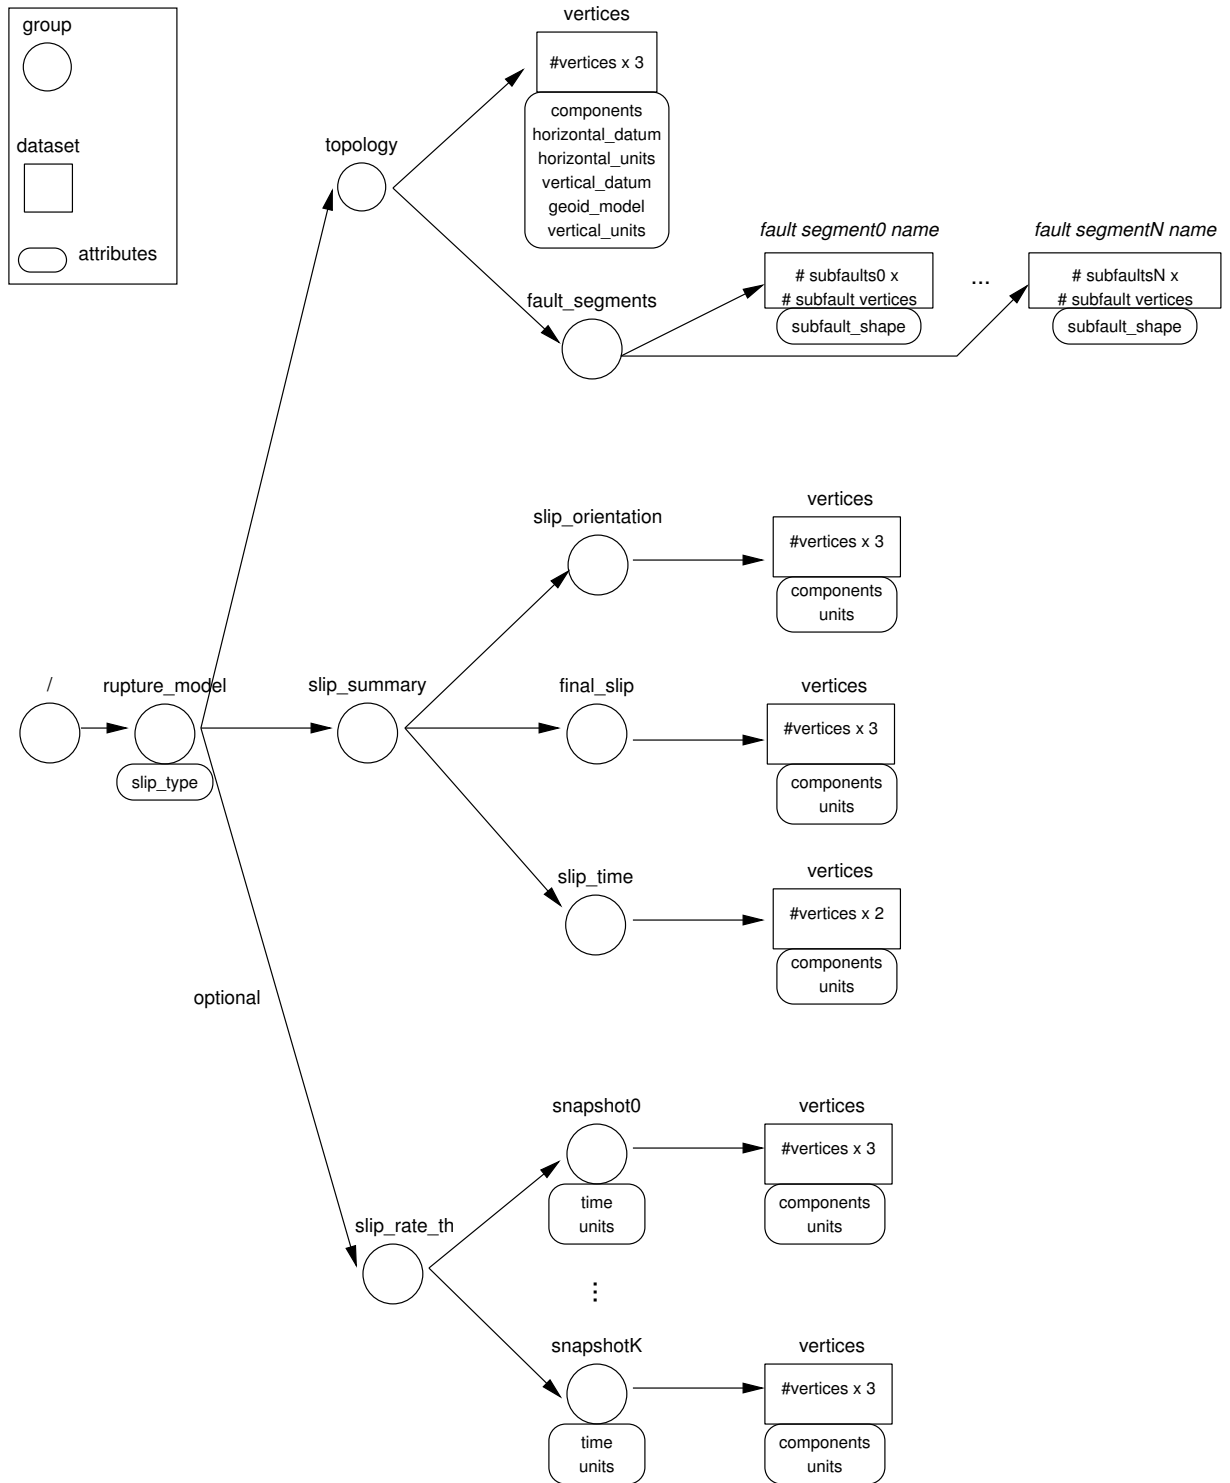 group
dataset
attributes
vertices
#vertices x 3
components
horizontal_datum
horizontal_units
vertical_datum
geoid_model
vertical_units
topology
fault_segments
fault segment0 name
# subfaults0 x
# subfault vertices
subfault_shape
...
fault segmentN name
# subfaultsN x
# subfault vertices
subfault_shape
/
rupture_model
slip_type
slip_summary
slip_orientation
vertices
#vertices x 3
components
units
final_slip
vertices
#vertices x 3
components
units
slip_time
vertices
#vertices x 2
components
units
optional
slip_rate_th
snapshot0
time
units
vertices
#vertices x 3
components
units
...
snapshotK
time
units
vertices
#vertices x 3
components
units